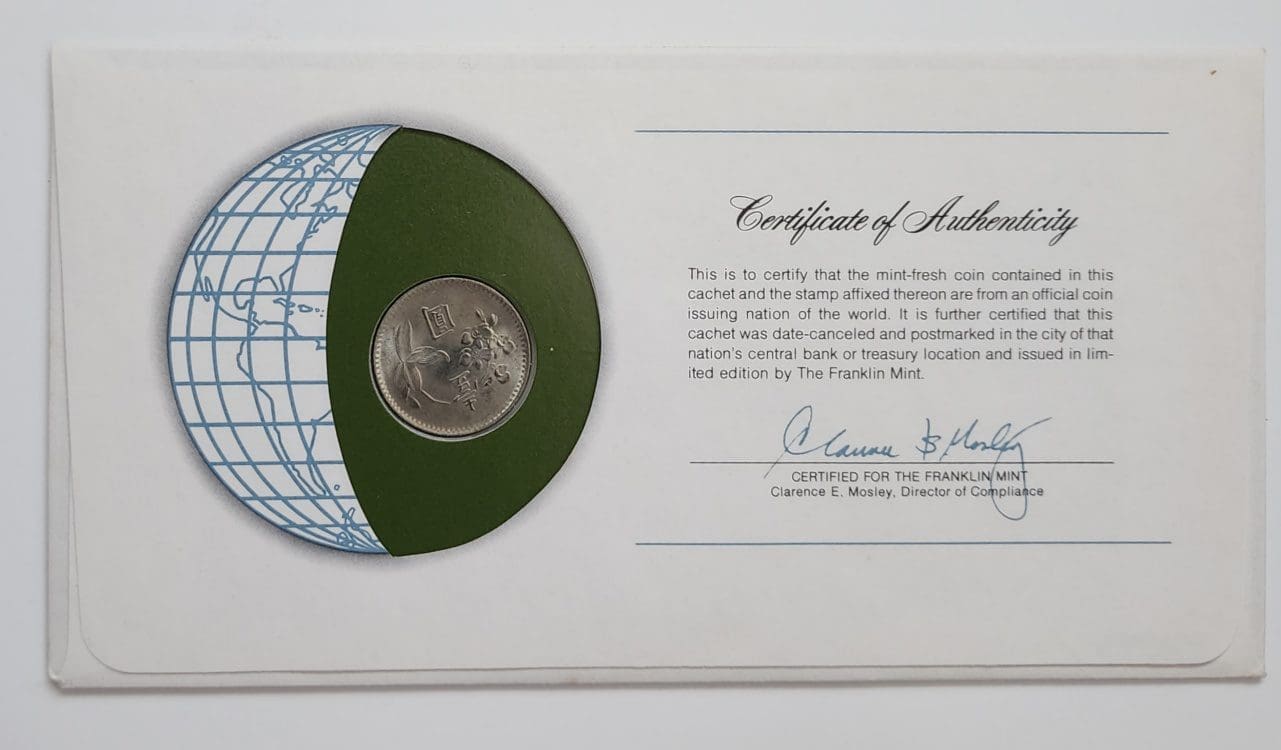 壹圓
Certificate of Authenticity
This is to certify that the mint-fresh coin contained in this
cachet and the stamp affixed thereon are from an official coin
issuing nation of the world. It is further certified that this
cachet was date-canceled and postmarked in the city of that
nation's central bank or treasury location and issued in lim-
ited edition by The Franklin Mint.
Clarence E Mosley
CERTIFIED FOR THE FRANKLIN MINT
Clarence E. Mosley, Director of Compliance